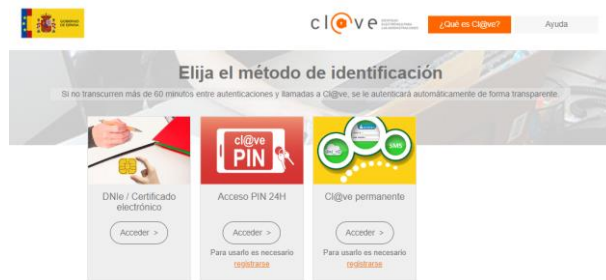 GOBIERNO
DE ESPAÑA
cl@ve
¿Qué es Cl@ve?
Ayuda
Elija el método de identificación
Si no transcurren más de 60 minutos entre autenticaciones y llamadas a Cl@ve, se le autenticará automáticamente de forma transparente.
cl@ve
PIN
SMS
DNIe / Certificado
electrónico
Acceso PIN 24H
Cl@ve permanente
Acceder >
Acceder >
Acceder >
Para usarlo es necesario
registrarse
Para usarlo es necesario
registrarse